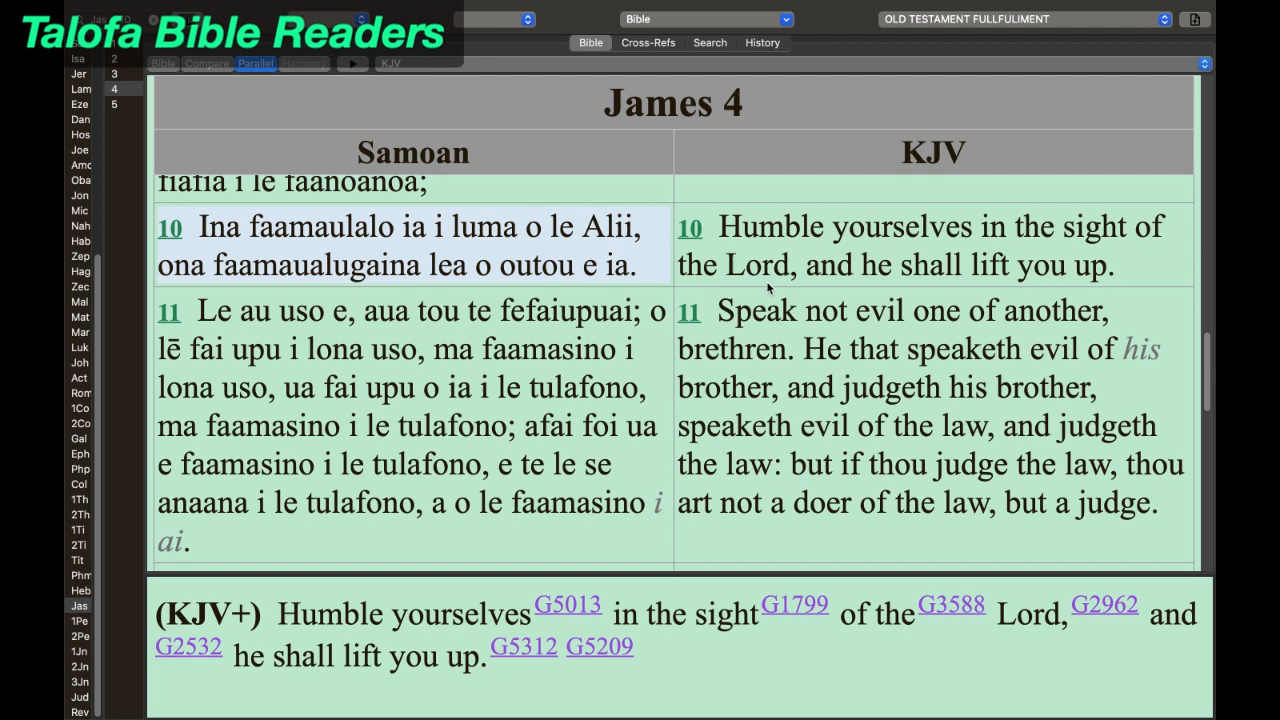 Talofa Bible Readers
Bible
OLD TESTAMENT FULLFULIMENT
Bible Cross-Refs Search History
Bible Compare Parallel Harmony KJV
Isa
Jer
Lam
Eze
Dan
Hos
Joe
Amo
Oba
Jon
Mic
Nah
Hab
Zep
Hag
Zec
Mal
Mat
Mar
Luk
Joh
Act
Rom
1Co
2Co
Gal
Eph
Php
Col
1Th
2Th
1Ti
2Ti
Tit
Phm
Heb
Jas
1Pe
2Pe
1Jn
2Jn
3Jn
Jud
Rev
2
3
4
5
James 4
Samoan
KJV
fiafia i le faanoanoa;
10 Ina faamaulalo ia i luma o le Alii,
ona faamaualugaina lea o outou e ia.
10 Humble yourselves in the sight of
the Lord, and he shall lift you up.
11 Le au uso e, aua tou te fefaiupuai; o
lē fai upu i lona uso, ma faamasino i
lona uso, ua fai upu o ia i le tulafono,
ma faamasino i le tulafono; afai foi ua
e faamasino i le tulafono, e te le se
anaana i le tulafono, a o le faamasino i
ai.
11 Speak not evil one of another,
brethren. He that speaketh evil of his
brother, and judgeth his brother,
speaketh evil of the law, and judgeth
the law: but if thou judge the law, thou
art not a doer of the law, but a judge.
(KJV+) Humble yourselves G5013 in the sight G1799 of the G3588 Lord, G2962 and
G2532 he shall lift you up. G5312 G5209